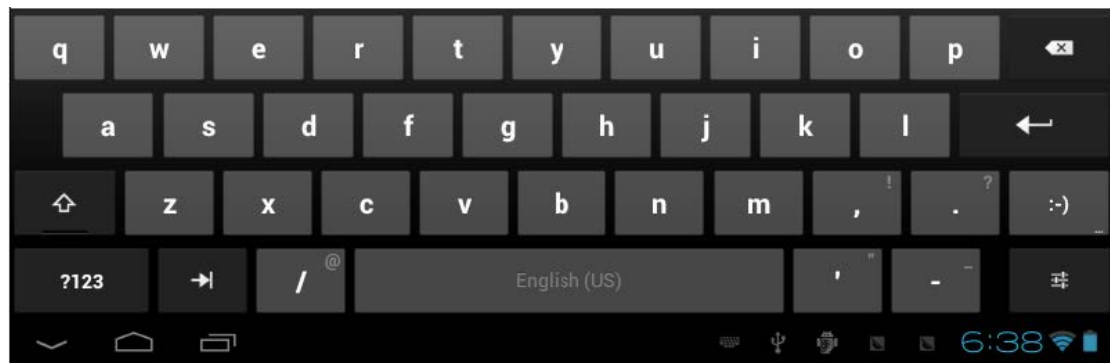 q w e r t y u i o p
a s d f g h j k l
z x c v b n m , ! . ? :-) ...
?123 / @ English (US) ' " - _
6:38